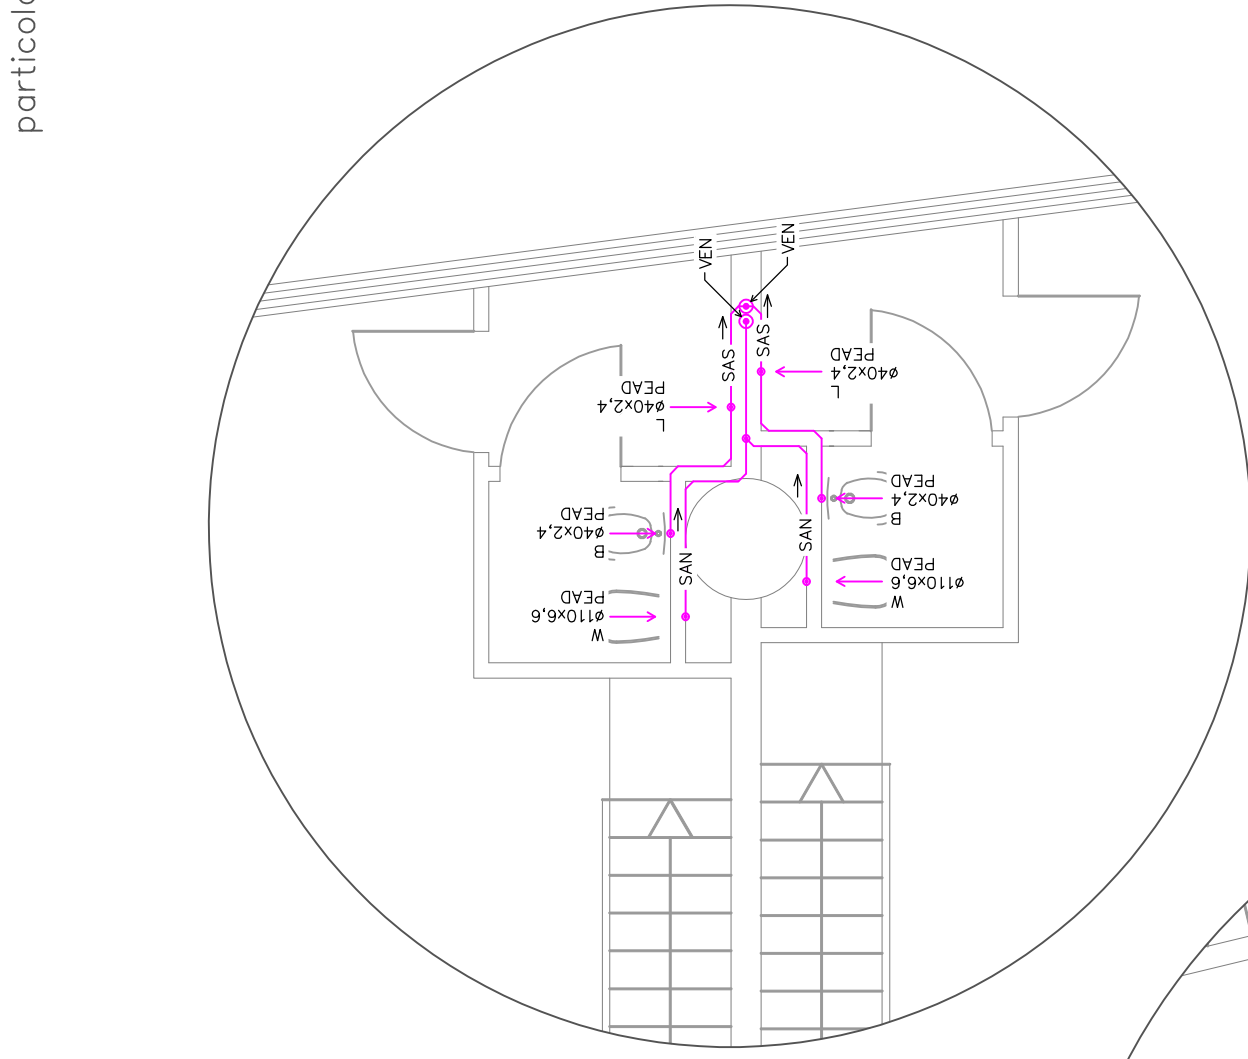 particolo
VEN
VEN
SAS
SAS
L
ø40x2,4
PEAD
L
ø40x2,4
PEAD
B
ø40x2,4
PEAD
B
ø40x2,4
PEAD
SAN
SAN
W
ø110x6,6
PEAD
W
ø110x6,6
PEAD